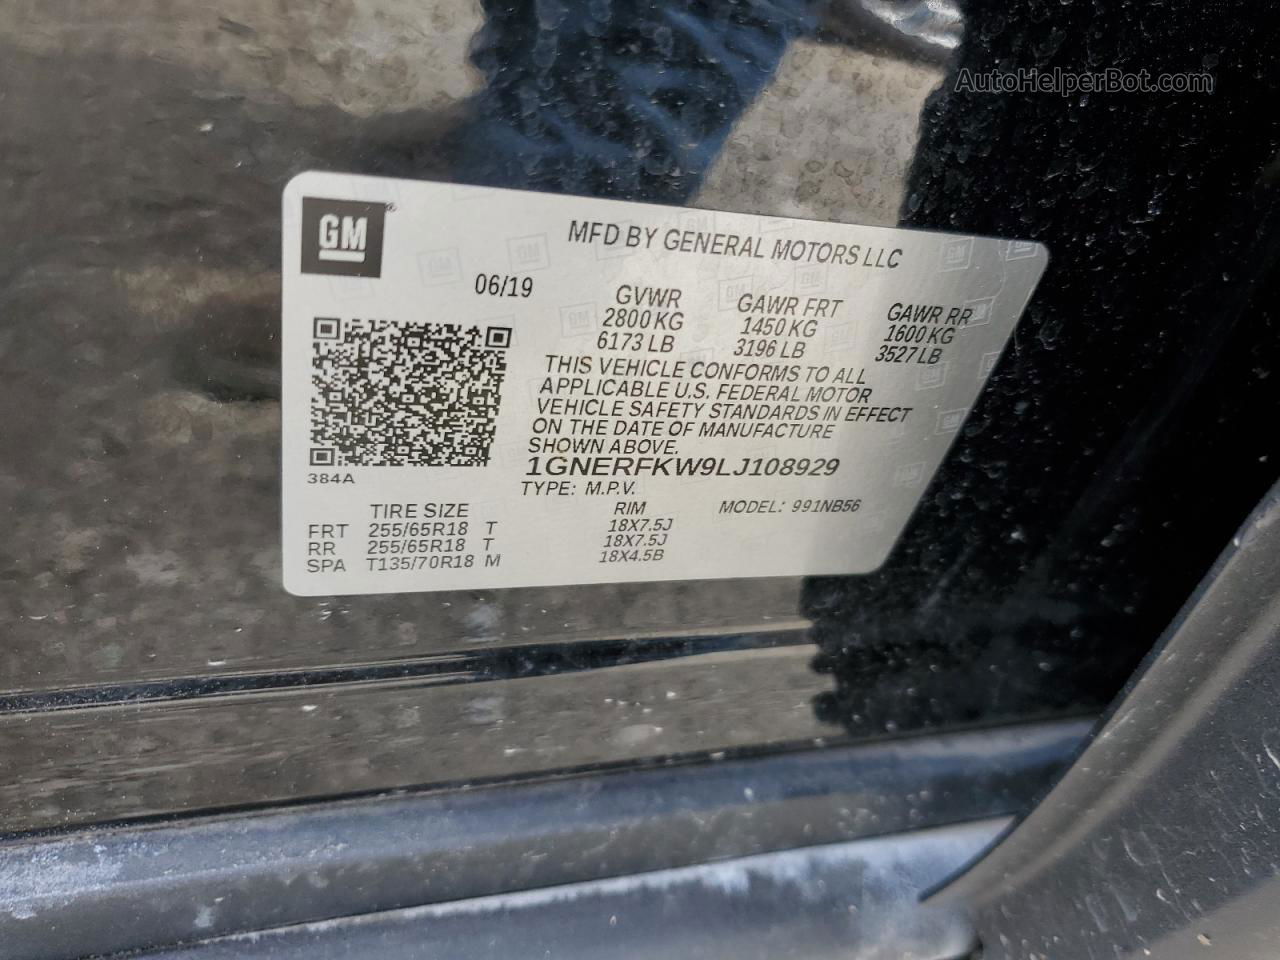 AutoHelperBot.com
GM®
MFD BY GENERAL MOTORS LLC
06/19
GVWR GAWR FRT GAWR RR
2800 KG 1450 KG 1600 KG
6173 LB 3196 LB 3527 LB
THIS VEHICLE CONFORMS TO ALL
APPLICABLE U.S. FEDERAL MOTOR
VEHICLE SAFETY STANDARDS IN EFFECT
ON THE DATE OF MANUFACTURE
SHOWN ABOVE.
1GNERFKW9LJ108929
384A
TYPE: M.P.V. MODEL: 991NB56
TIRE SIZE RIM
FRT 255/65R18 T 18X7.5J
RR 255/65R18 T 18X7.5J
SPA T135/70R18 M 18X4.5B